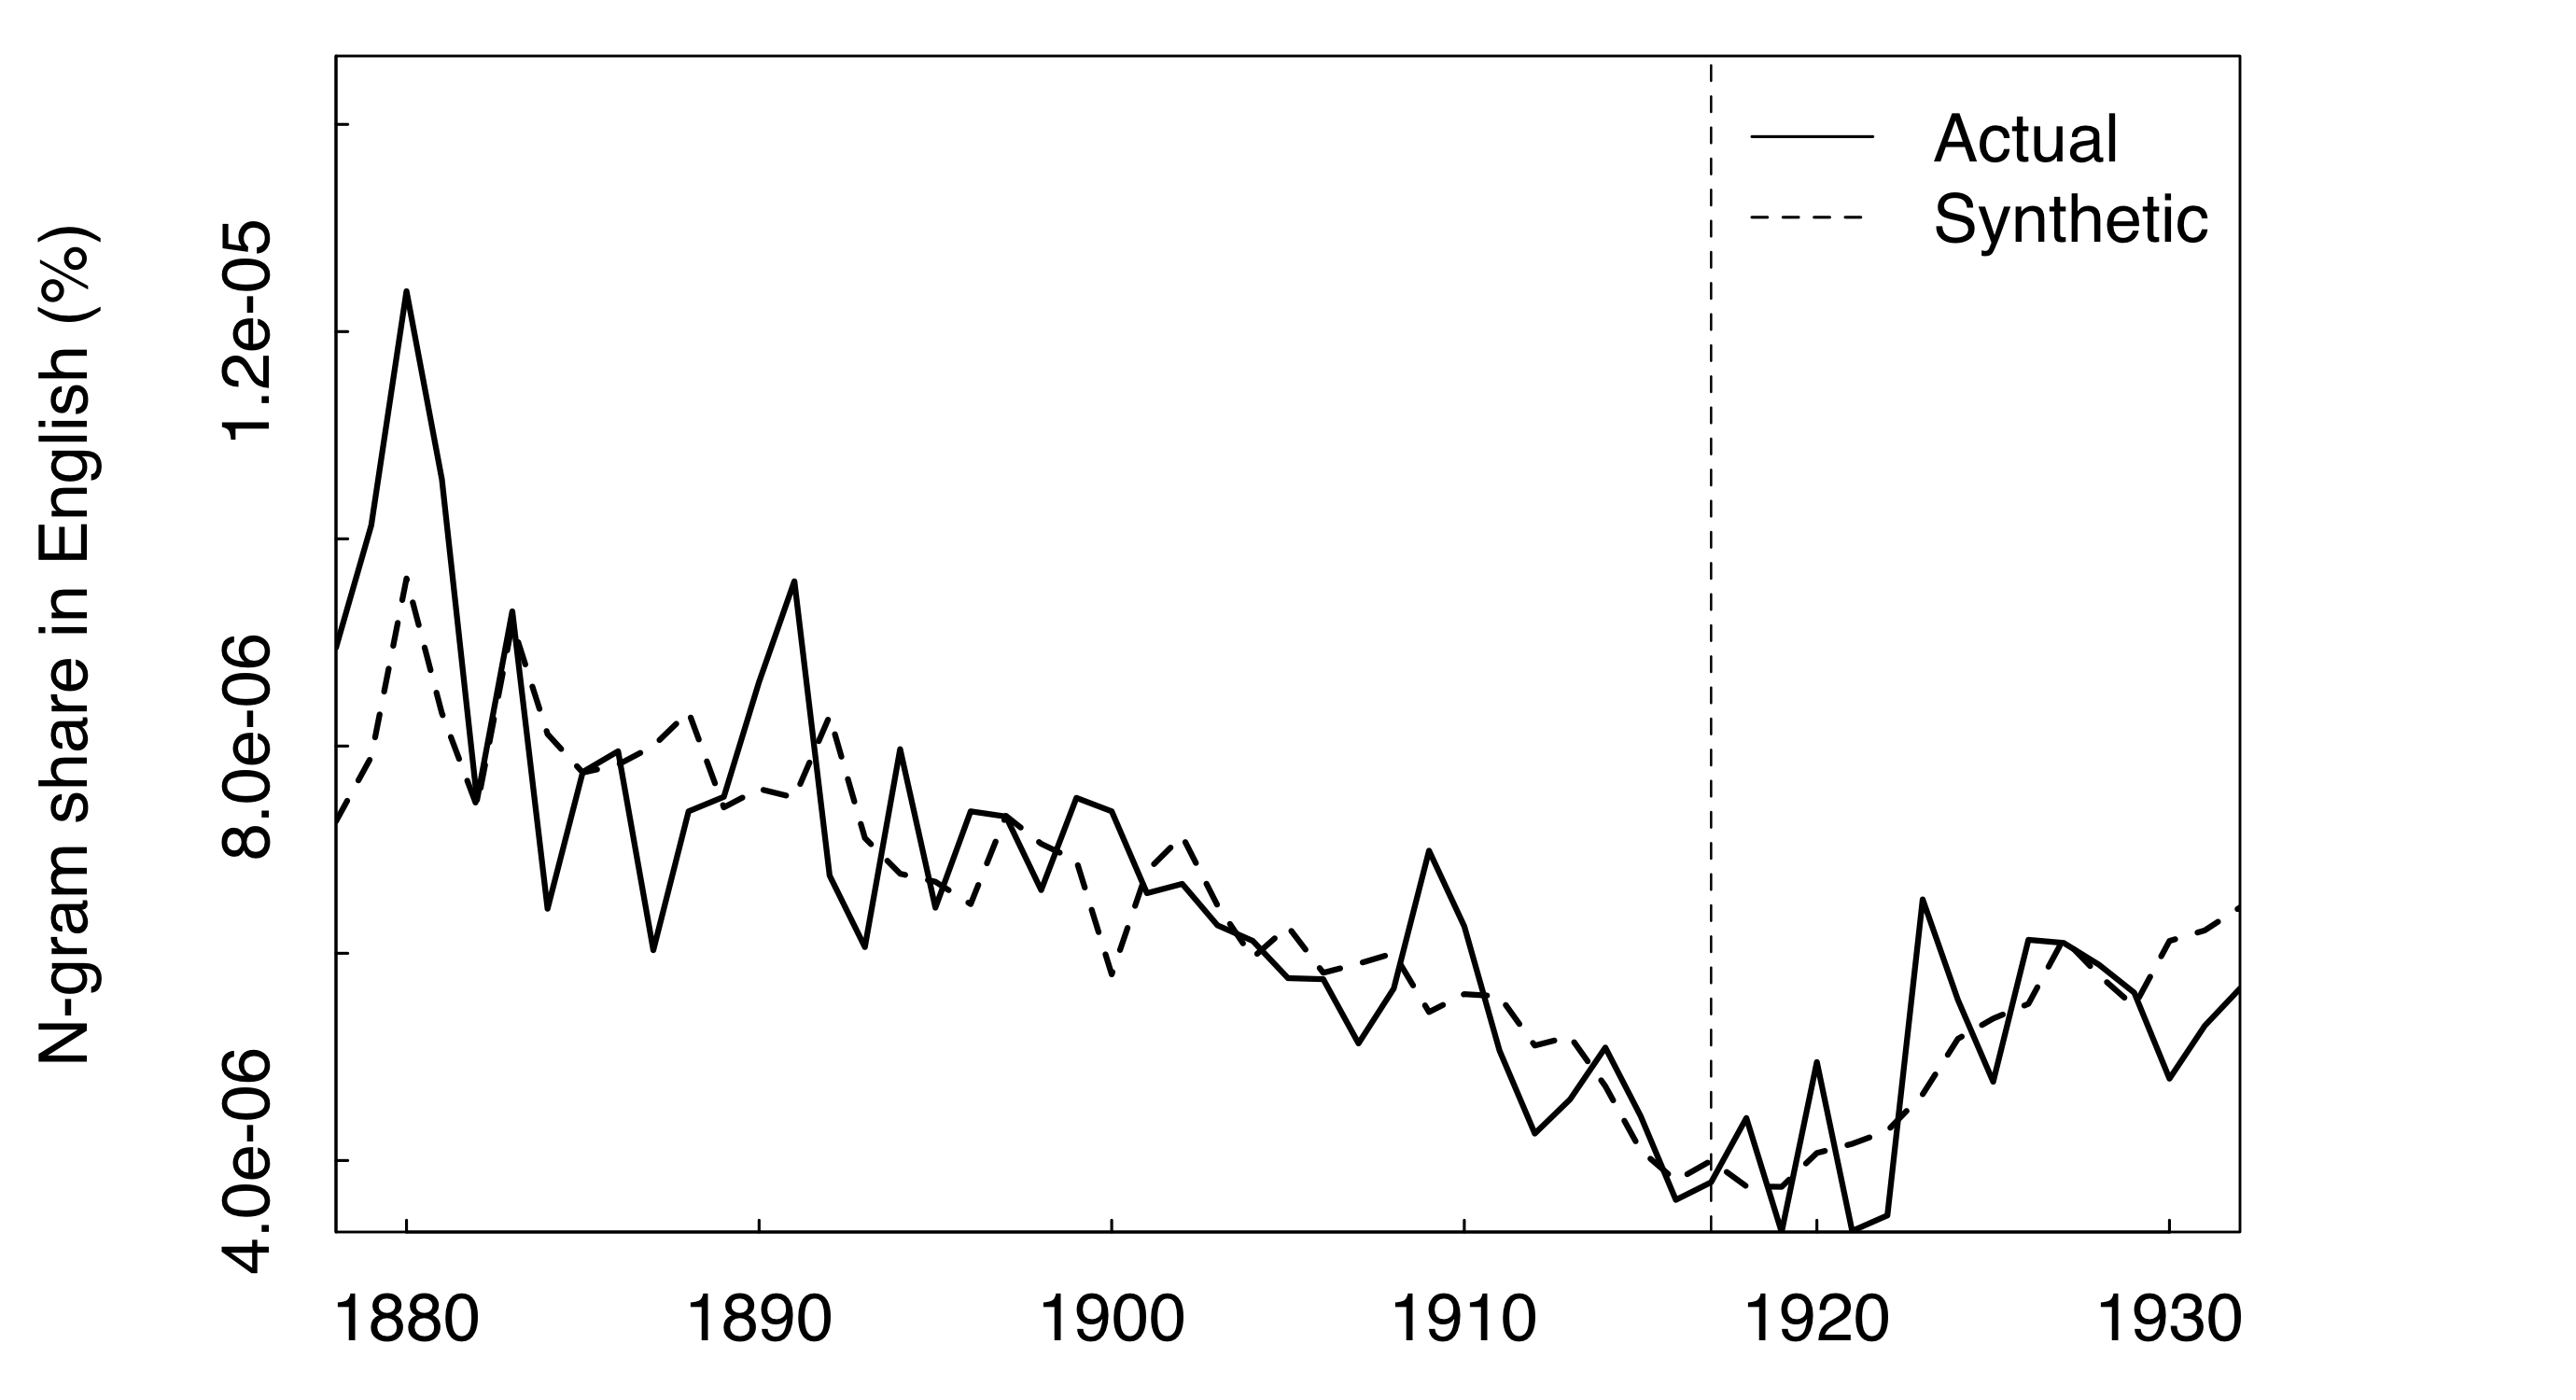 N-gram share in English (%)
1.2e-05
8.0e-06
4.0e-06
Actual
Synthetic
1880 1890 1900 1910 1920 1930